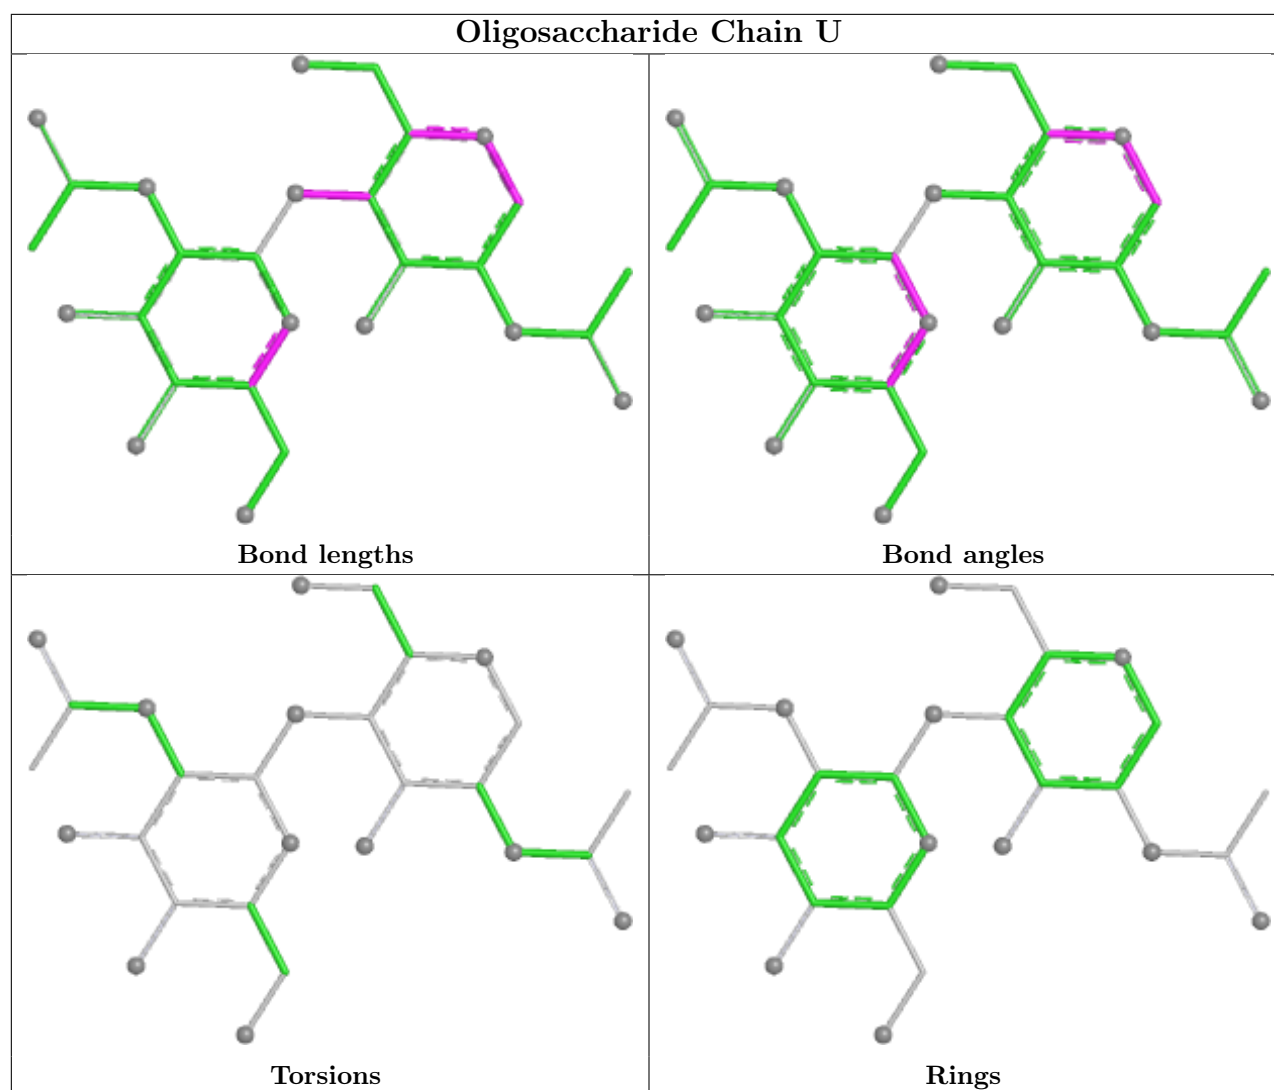 Oligosaccharide Chain U
Bond lengths
Bond angles
Torsions
Rings